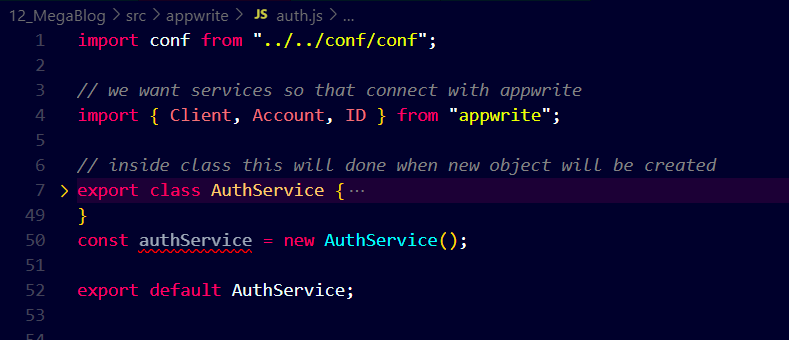 12_MegaBlog > src > appwrite > JS auth.js > ...
1 import conf from "../../conf/conf";
2
3 // we want services so that connect with appwrite
4 import { Client, Account, ID } from "appwrite";
5
6 // inside class this will done when new object will be created
7 > export class AuthService { ...
49 }
50 const authService = new AuthService();
51
52 export default AuthService;
53
54